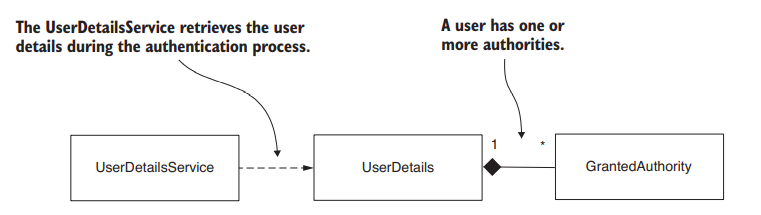 The UserDetailsService retrieves the user
details during the authentication process.
A user has one or
more authorities.
UserDetailsService
UserDetails
1
*
GrantedAuthority